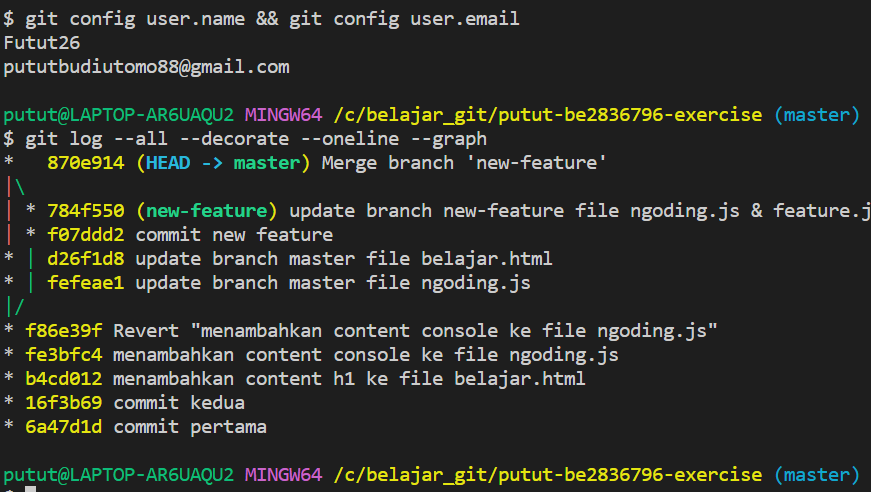 $ git config user.name && git config user.email
Futut26
pututbudiutomo88@gmail.com
putut@LAPTOP-AR6UAQU2 MINGW64 /c/belajar_git/putut-be2836796-exercise (master)
$ git log --all --decorate --oneline --graph
*   870e914 (HEAD -> master) Merge branch 'new-feature'
|\
| * 784f550 (new-feature) update branch new-feature file ngoding.js & feature.j
| * f07ddd2 commit new feature
* | d26f1d8 update branch master file belajar.html
* | fefeae1 update branch master file ngoding.js
|/
* f86e39f Revert "menambahkan content console ke file ngoding.js"
* fe3bfc4 menambahkan content console ke file ngoding.js
* b4cd012 menambahkan content h1 ke file belajar.html
* 16f3b69 commit kedua
* 6a47d1d commit pertama
putut@LAPTOP-AR6UAQU2 MINGW64 /c/belajar_git/putut-be2836796-exercise (master)